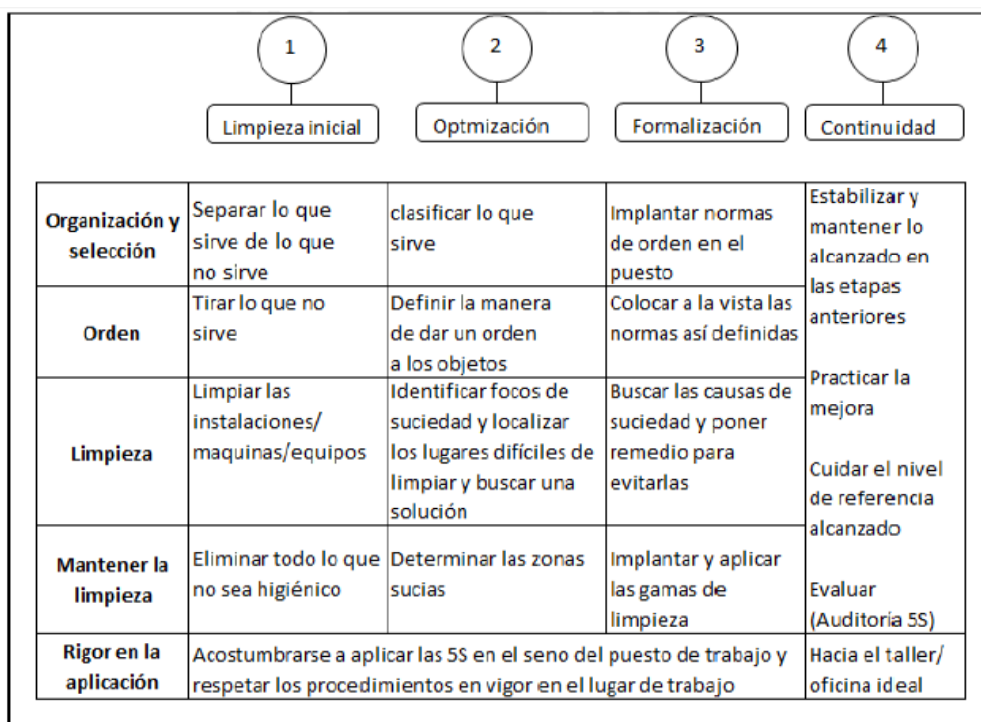 1
2
3
4
Limpieza inicial
Optmización
Formalización
Continuidad
Organización y
selección
Separar lo que
sirve de lo que
no sirve
clasificar lo que
sirve
Implantar normas
de orden en el
puesto
Estabilizar y
mantener lo
alcanzado en
las etapas
anteriores
Practicar la
mejora
Cuidar el nivel
de referencia
alcanzado
Evaluar
(Auditoría 5S)
Orden
Tirar lo que no
sirve
Definir la manera
de dar un orden
a los objetos
Colocar a la vista las
normas así definidas
Limpieza
Limpiar las
instalaciones/
maquinas/equipos
Identificar focos de
suciedad y localizar
los lugares difíciles de
limpiar y buscar una
solución
Buscar las causas de
suciedad y poner
remedio para
evitarlas
Mantener la
limpieza
Eliminar todo lo que
no sea higiénico
Determinar las zonas
sucias
Implantar y aplicar
las gamas de
limpieza
Rigor en la
aplicación
Acostumbrarse a aplicar las 5S en el seno del puesto de trabajo y
respetar los procedimientos en vigor en el lugar de trabajo
Hacia el taller/
oficina ideal